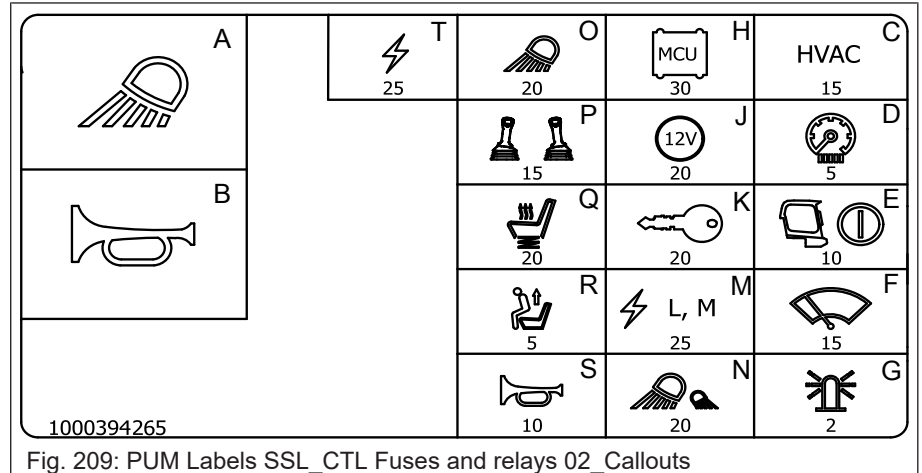 A
T
25
O
20
MCU
H
30
HVAC
C
15
P
15
12V
J
20
D
5
B
Q
20
K
20
E
10
R
5
L, M
M
25
F
15
S
10
N
20
G
2
1000394265
Fig. 209: PUM Labels SSL_CTL Fuses and relays 02_Callouts